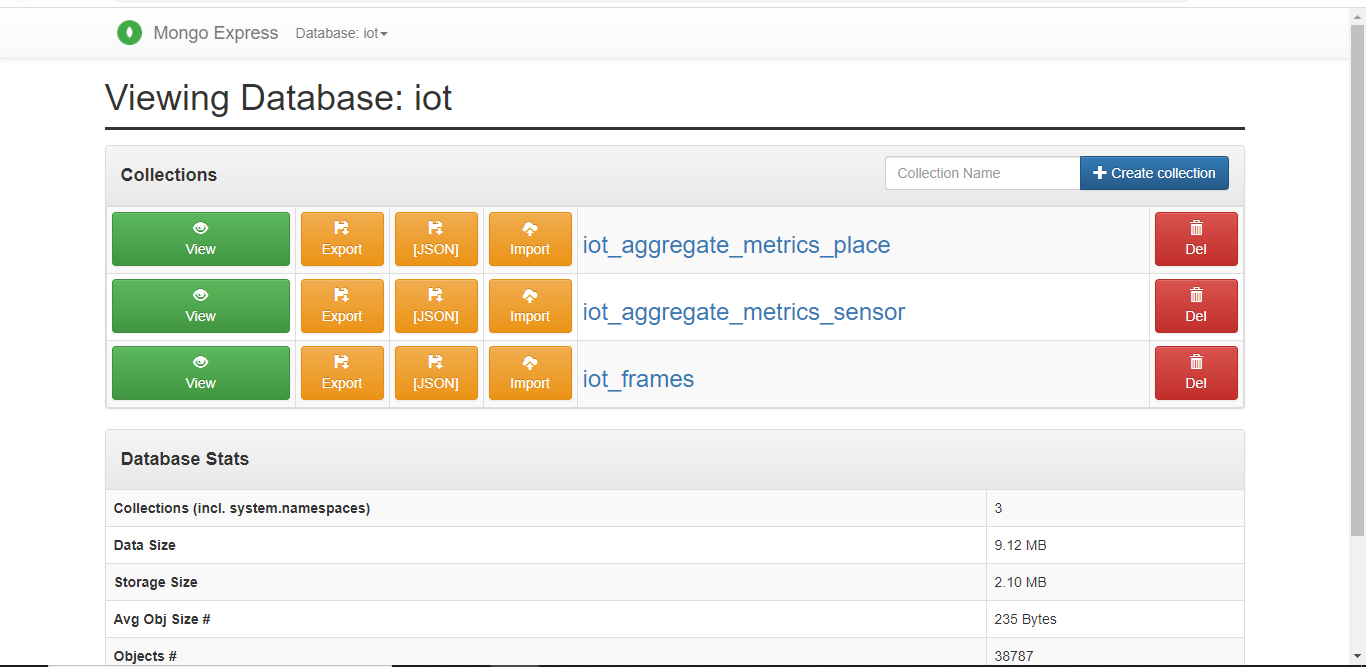 Mongo Express Database: iot
Viewing Database: iot
Collections
Collection Name
Create collection
View Export [JSON] Import iot_aggregate_metrics_place Del
View Export [JSON] Import iot_aggregate_metrics_sensor Del
View Export [JSON] Import iot_frames Del
Database Stats
Collections (incl. system.namespaces) 3
Data Size 9.12 MB
Storage Size 2.10 MB
Avg Obj Size # 235 Bytes
Objects # 38787